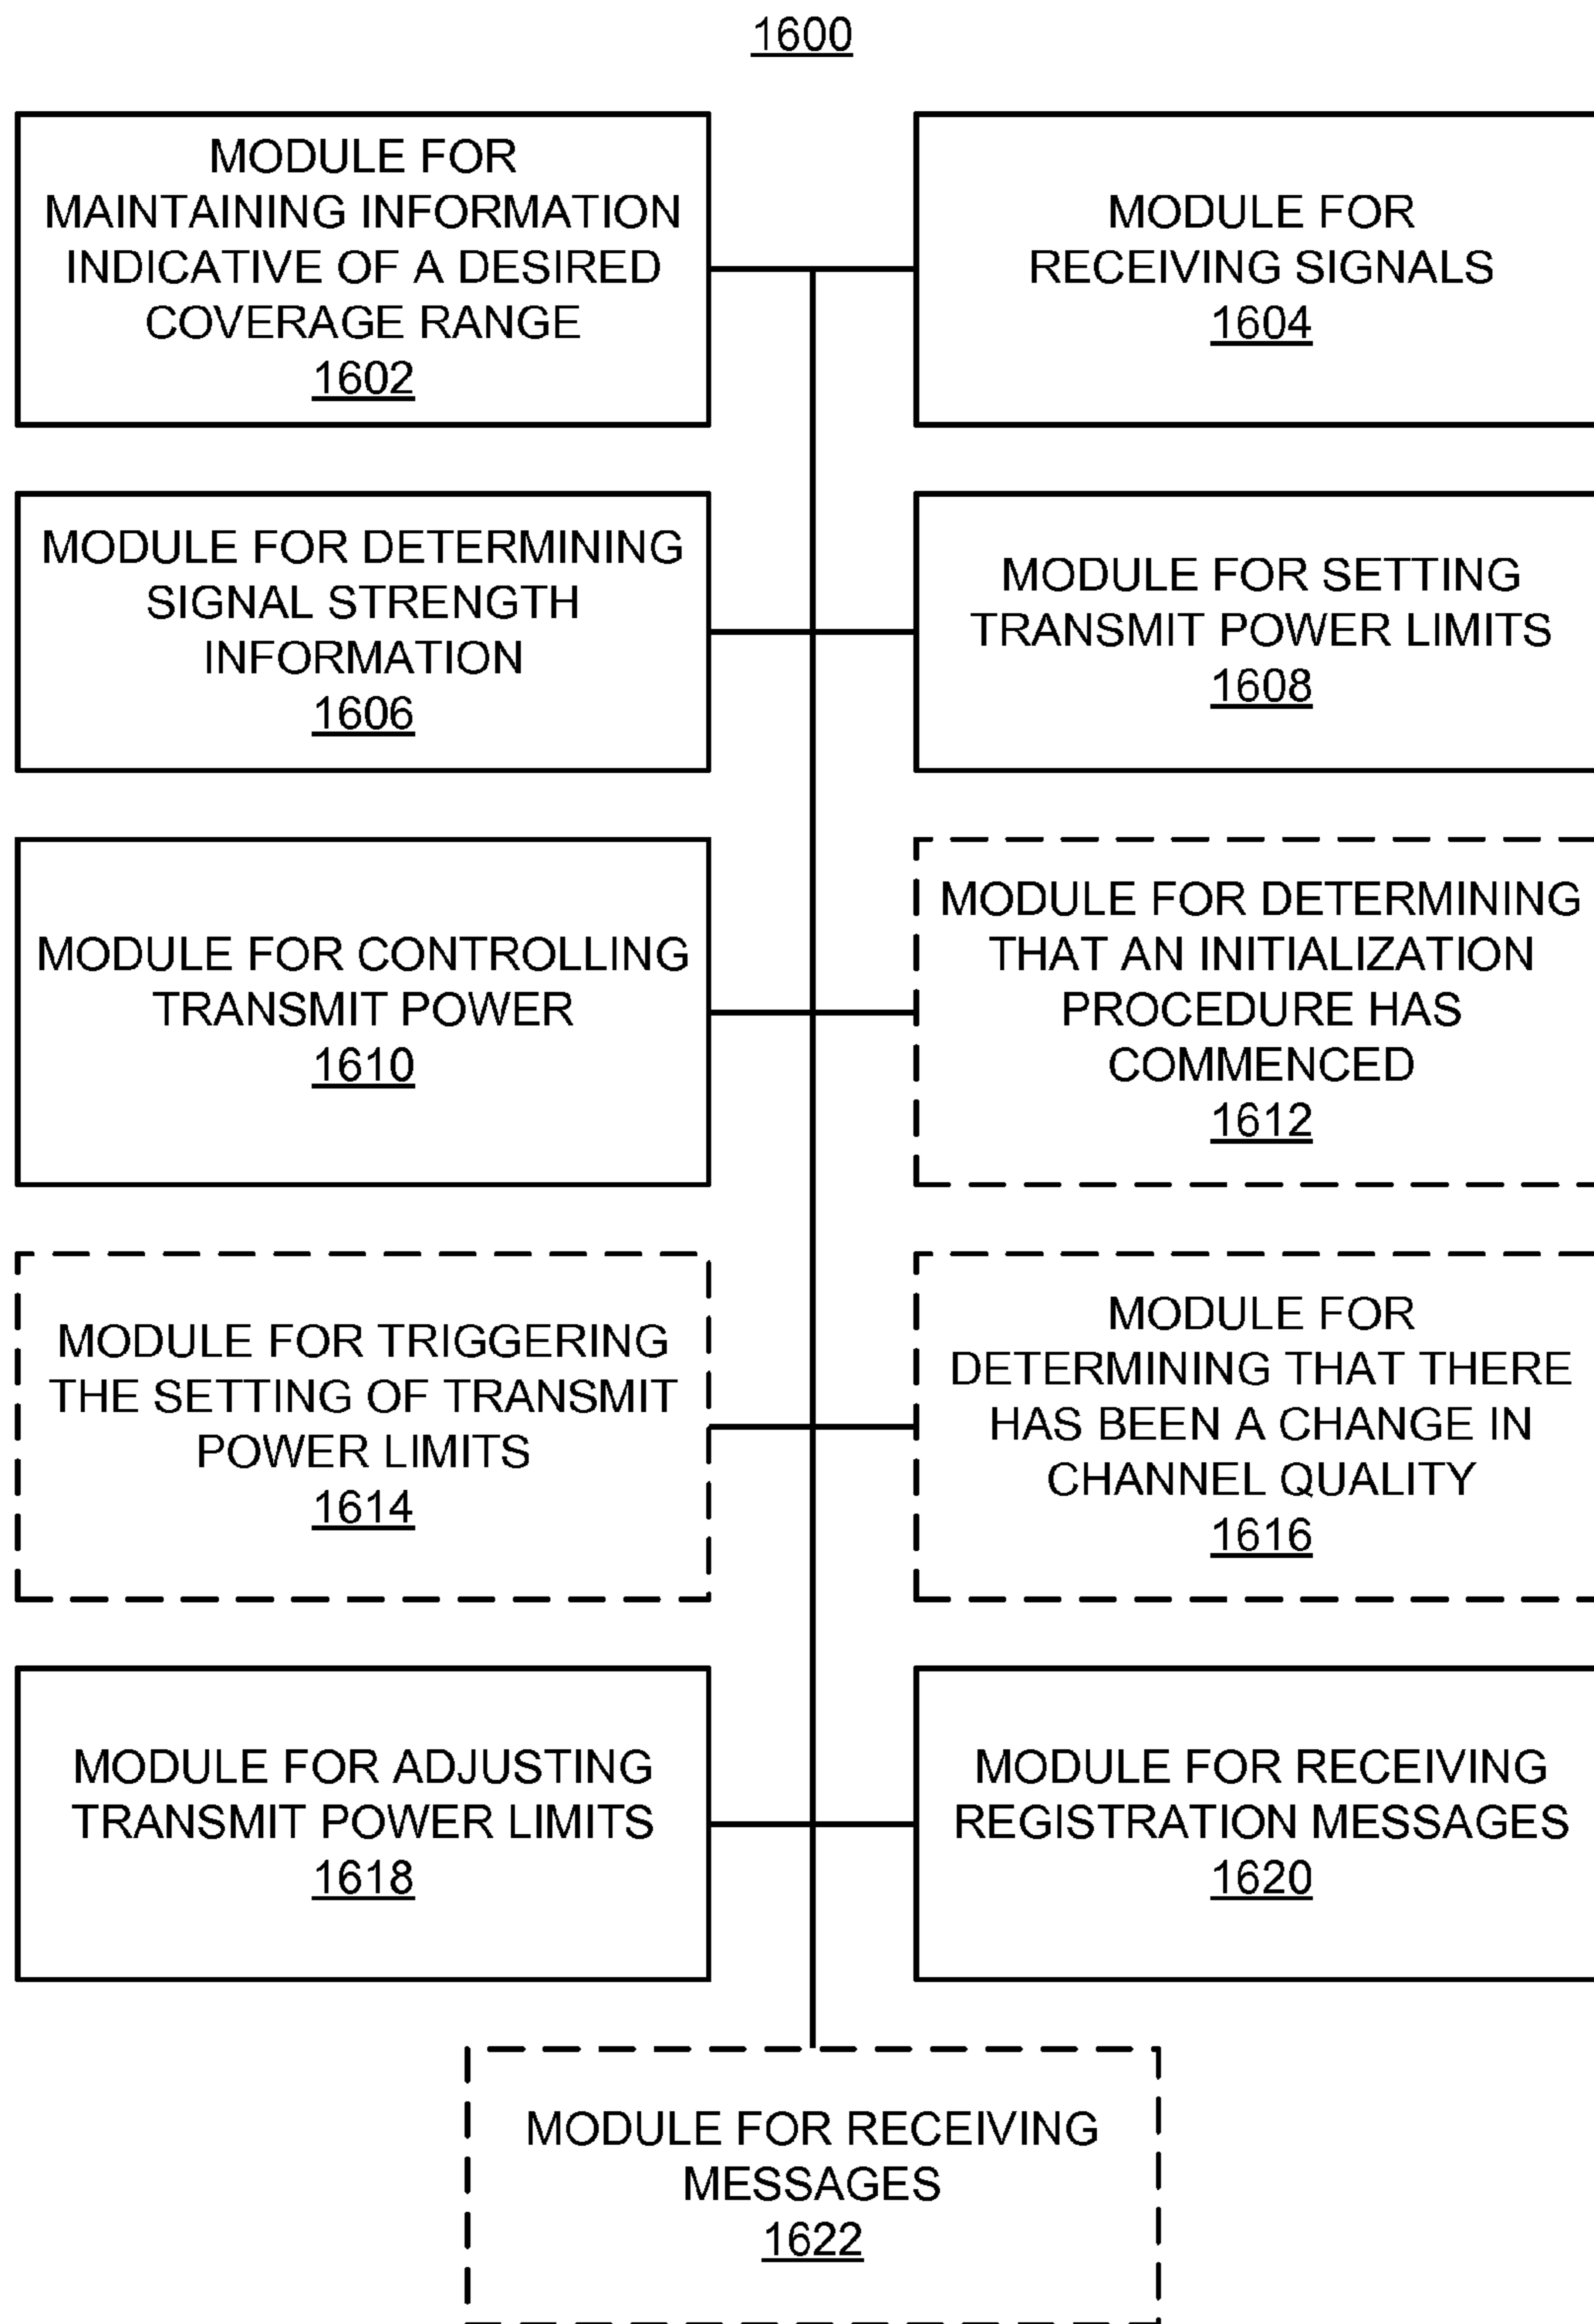 1600
MODULE FOR
MAINTAINING INFORMATION
INDICATIVE OF A DESIRED
COVERAGE RANGE
1602
MODULE FOR
RECEIVING SIGNALS
1604
MODULE FOR DETERMINING
SIGNAL STRENGTH
INFORMATION
1606
MODULE FOR SETTING
TRANSMIT POWER LIMITS
1608
MODULE FOR CONTROLLING
TRANSMIT POWER
1610
MODULE FOR DETERMINING
THAT AN INITIALIZATION
PROCEDURE HAS
COMMENCED
1612
MODULE FOR TRIGGERING
THE SETTING OF TRANSMIT
POWER LIMITS
1614
MODULE FOR
DETERMINING THAT THERE
HAS BEEN A CHANGE IN
CHANNEL QUALITY
1616
MODULE FOR ADJUSTING
TRANSMIT POWER LIMITS
1618
MODULE FOR RECEIVING
REGISTRATION MESSAGES
1620
MODULE FOR RECEIVING
MESSAGES
1622